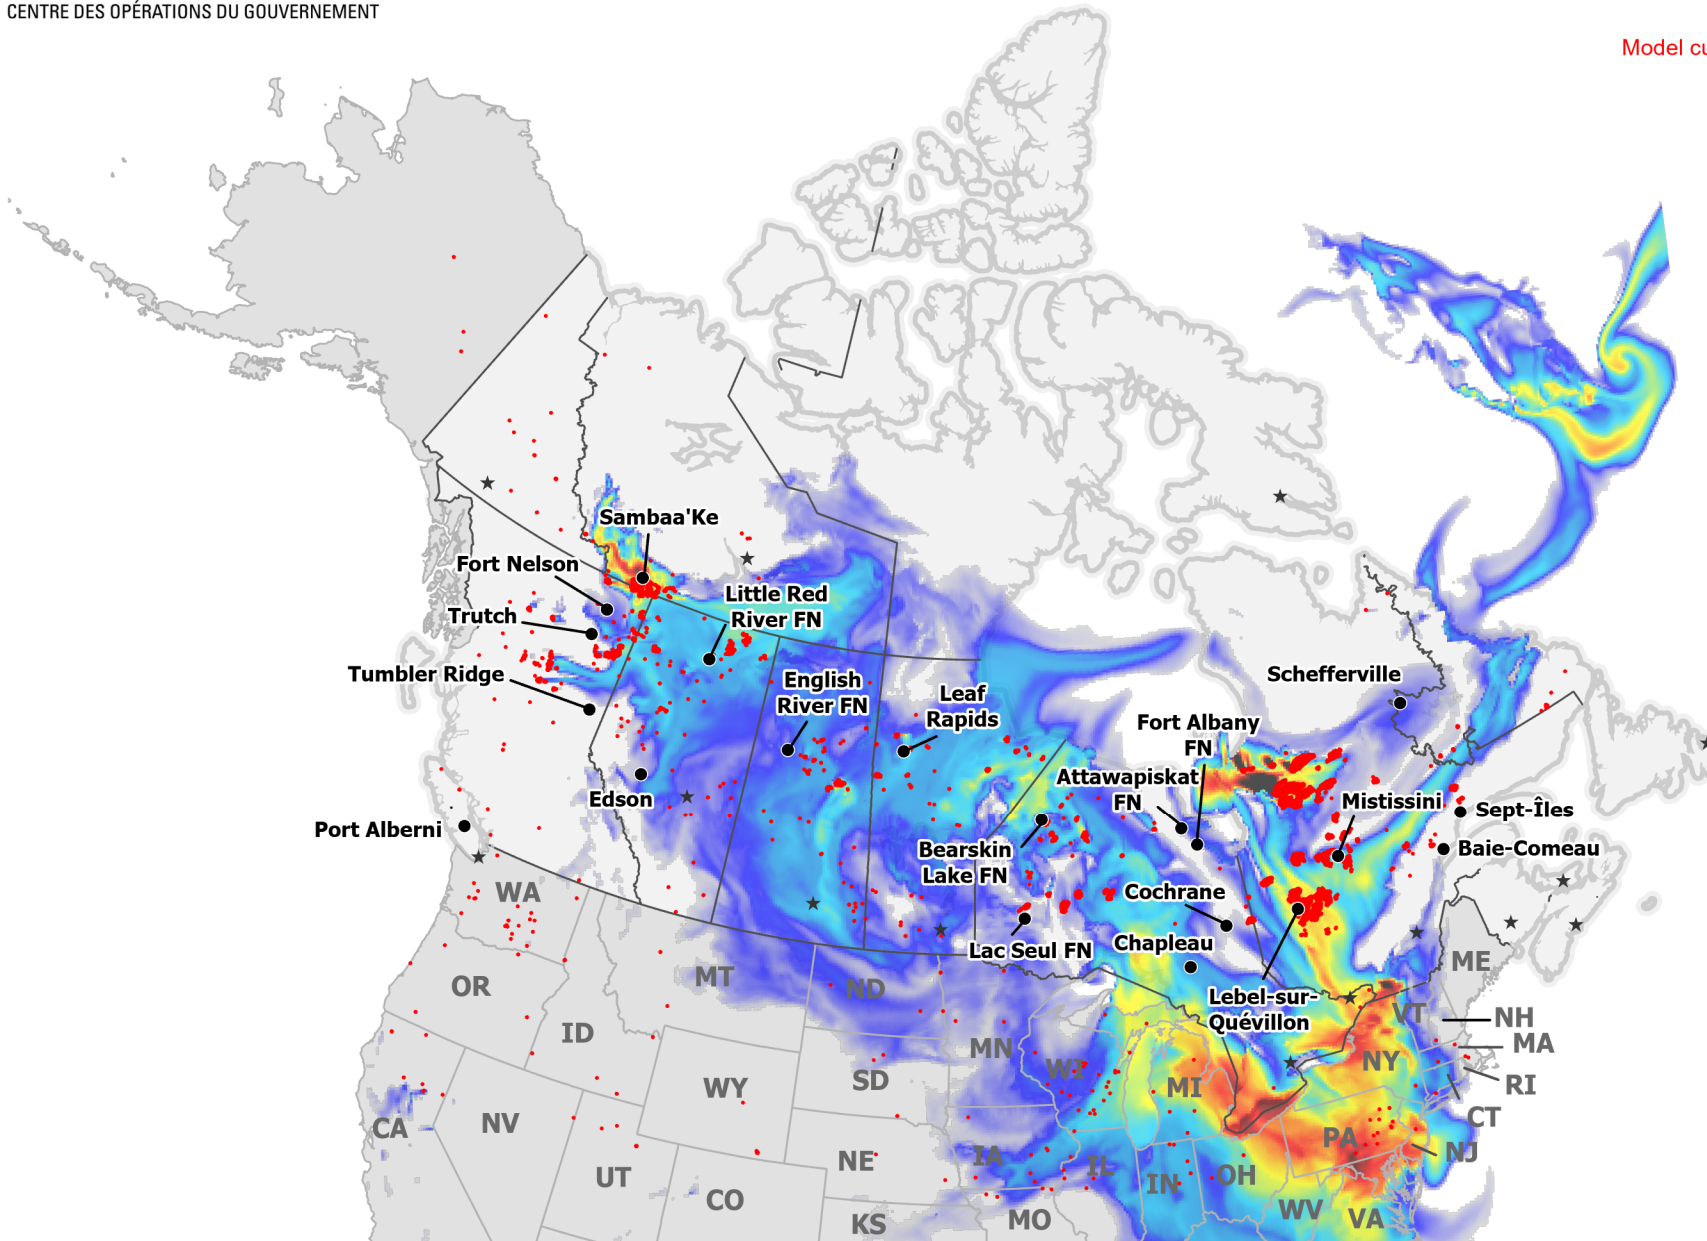 CENTRE DES OPÉRATIONS DU GOUVERNEMENT
Model cu
Sambaa'Ke
Fort Nelson
Little Red
River FN
Trutch
Tumbler Ridge
English
River FN
Leaf
Rapids
Schefferville
Fort Albany
FN
Attawapiskat
FN
Edson
Mistissini
Sept-Îles
Port Alberni
Bearskin
Lake FN
Baie-Comeau
Cochrane
WA
Chapleau
Lac Seul FN
ME
MT
OR
ND
Lebel-sur-
Quévillon
VT
NH
ID
MN
MA
NY
WI
SD
WY
MI
RI
CT
NV
CA
PA
NJ
IA
NE
IL
OH
UT
IN
CO
WV
MO
VA
KS